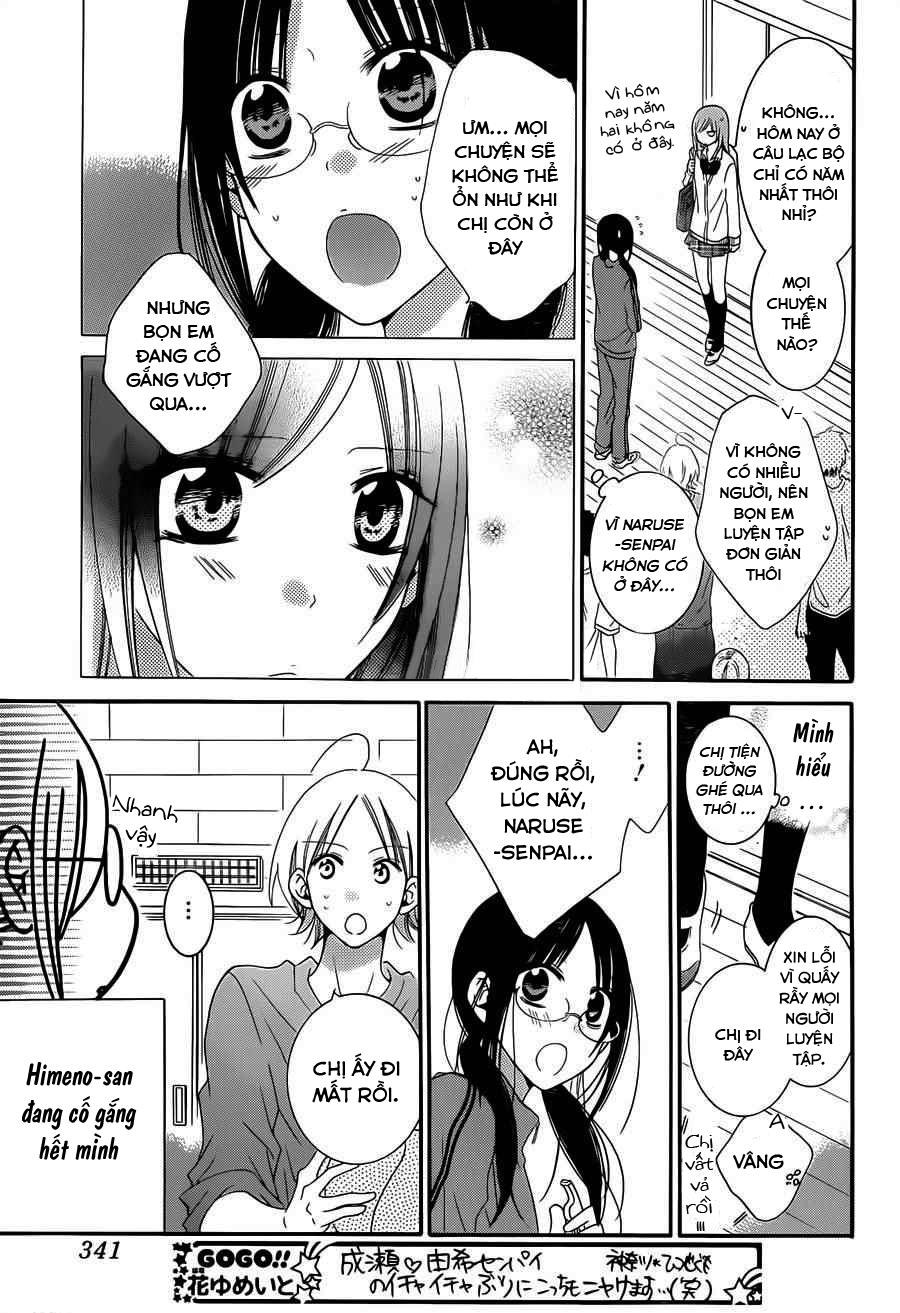 KHÔNG...
HÔM NAY Ở
CÂU LẠC BỘ
CHỈ CÓ NĂM
NHẤT THÔI
NHỈ?
MỌI
CHUYỆN
THẾ
NÀO?
Vì hôm
nay năm
hai không
có ở đây.
V-
VÌ KHÔNG
CÓ NHIỀU
NGƯỜI, NÊN
BỌN EM
LUYỆN TẬP
ĐƠN GIẢN
THÔI
VÌ NARUSE
-SENPAI
KHÔNG CÓ
Ở ĐÂY...
ƯM... MỌI
CHUYỆN SẼ
KHÔNG THỂ
ỔN NHƯ KHI
CHỊ CÒN Ở
ĐÂY
NHƯNG
BỌN EM
ĐANG CỐ
GẮNG VƯỢT
QUA...
Mình
hiểu
...
CHỊ TIỆN
ĐƯỜNG
GHÉ QUA
THÔI ...
XIN LỖI
VÌ QUẤY
RẦY MỌI
NGƯỜI
LUYỆN
TẬP.
CHỊ ĐI
ĐÂY
A
VÂNG
Chị
vất
vả
rồi
!!!
...!
AH,
ĐÚNG RỒI,
LÚC NÃY,
NARUSE
-SENPAI...
Nhanh
vậy
...
CHỊ ẤY ĐI
MẤT RỒI.
Himeno-san
đang cố gắng
hết mình
341
GOGO!!
花ゆめいと
成瀬♡由希センパイ
のイチャイチャぶりにこっちもニヤけます…(笑)